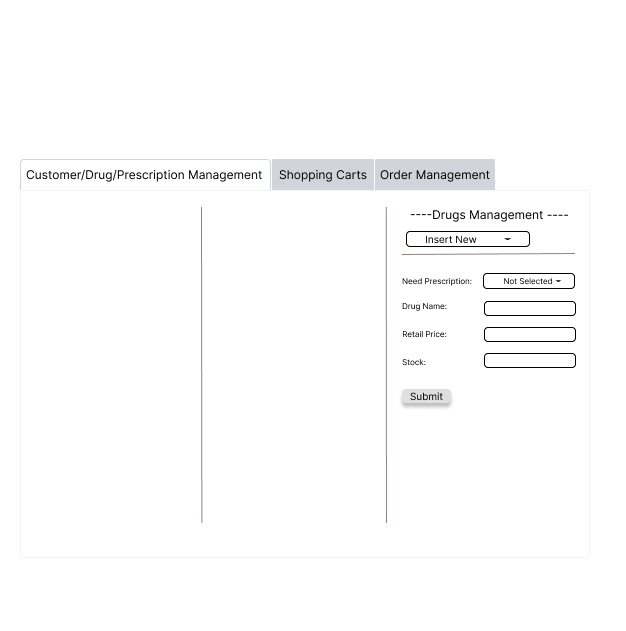 Customer/Drug/Prescription Management Shopping Carts Order Management
----Drugs Management ----
Insert New
Need Prescription: Not Selected
Drug Name:
Retail Price:
Stock:
Submit